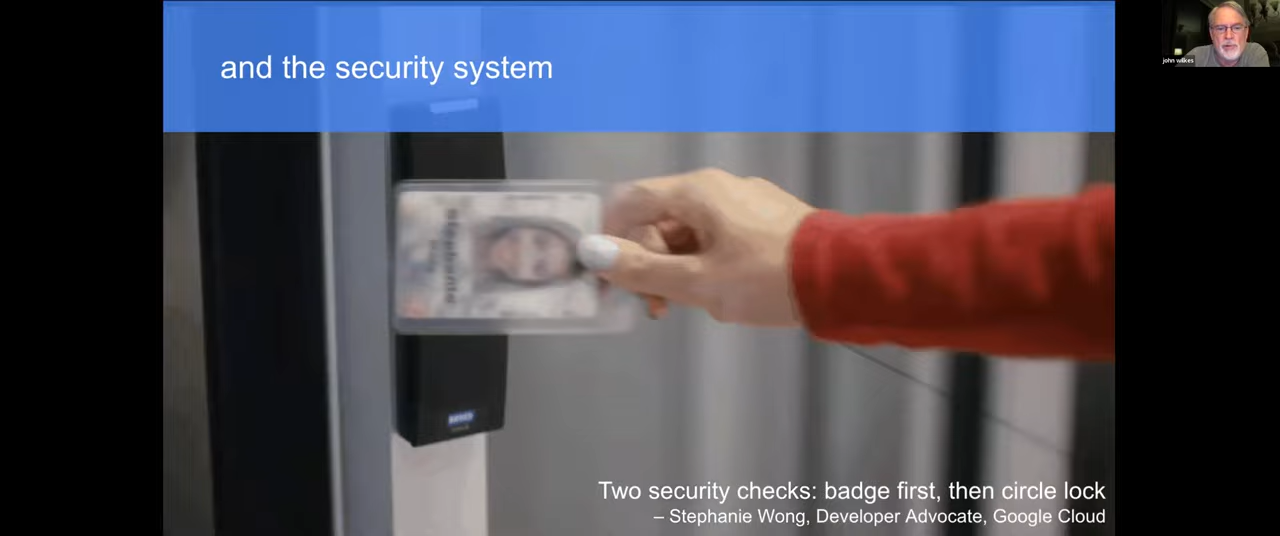 and the security system
john wilkes
Stephanie
Two security checks: badge first, then circle lock
– Stephanie Wong, Developer Advocate, Google Cloud